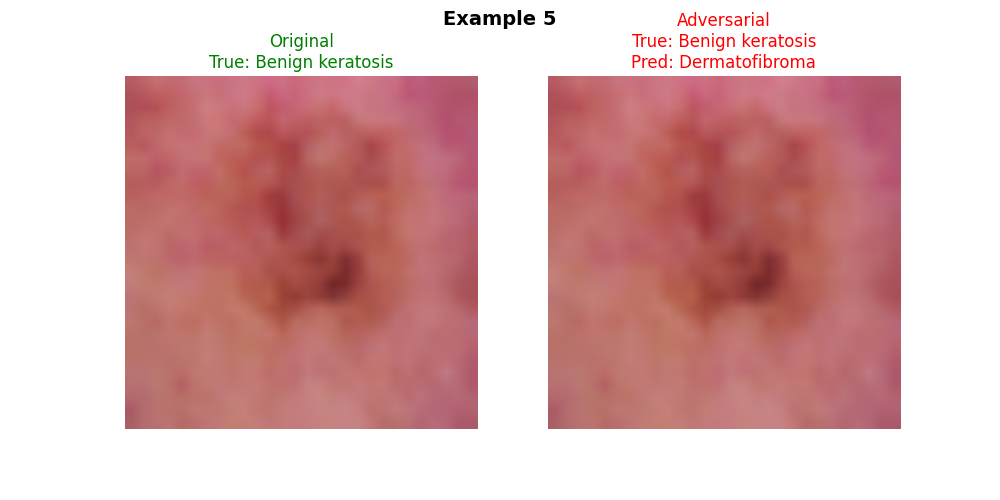 Example 5
Original
True: Benign keratosis
Adversarial
True: Benign keratosis
Pred: Dermatofibroma